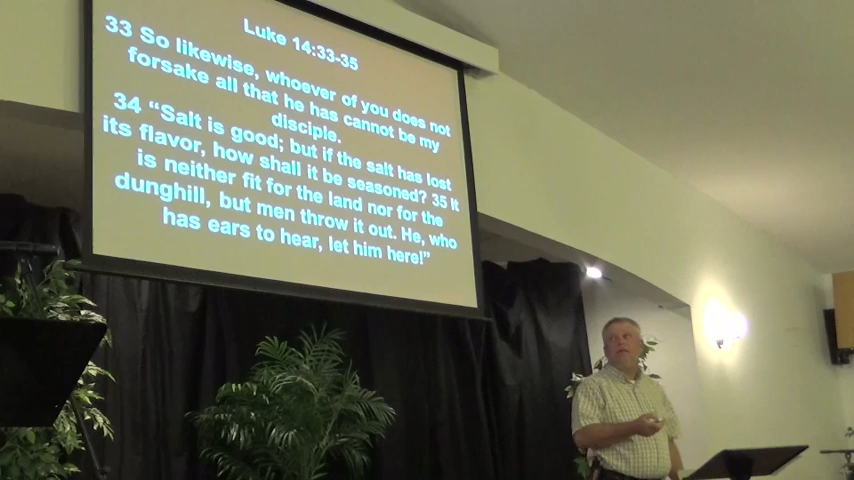 Luke 14:33-35
33 So likewise, whoever of you does not
forsake all that he has cannot be my
disciple.
34 “Salt is good; but if the salt has lost
its flavor, how shall it be seasoned? 35 It
is neither fit for the land nor for the
dunghill, but men throw it out. He, who
has ears to hear, let him here!”